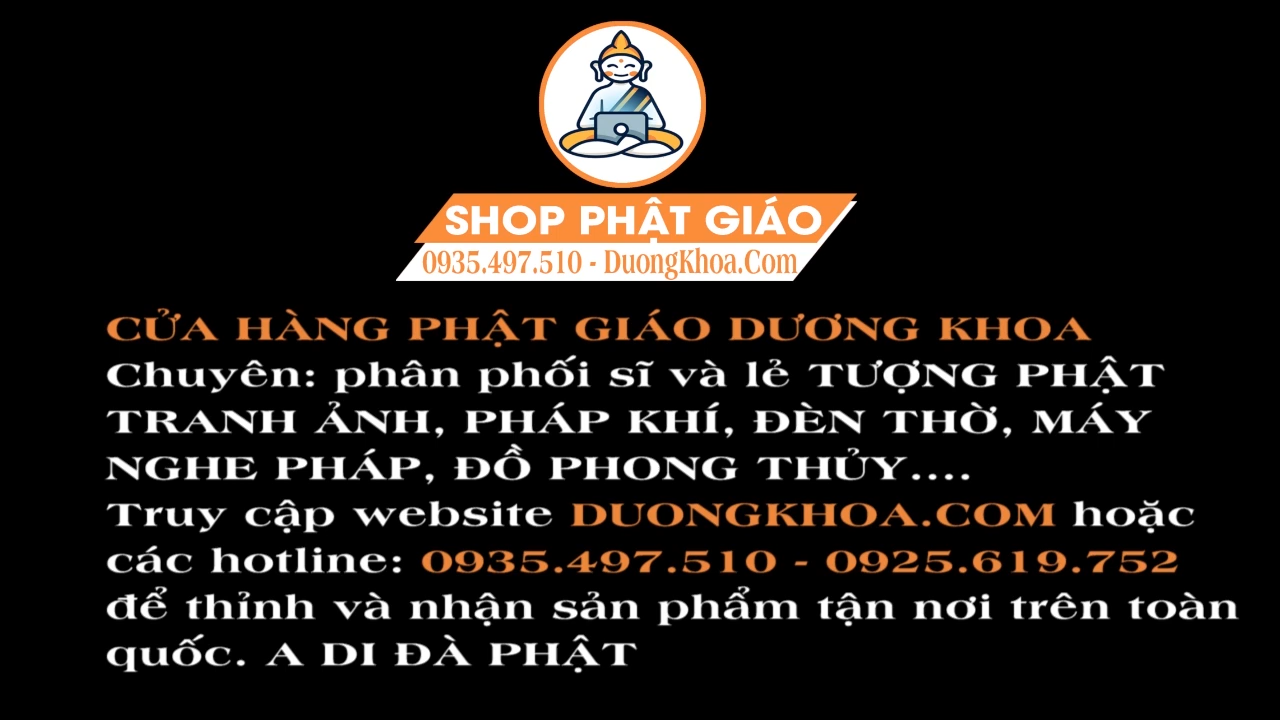 SHOP PHẬT GIÁO
0935.497.510 - DuongKhoa.Com
CỬA HÀNG PHẬT GIÁO DƯƠNG KHOA
Chuyên: phân phối sĩ và lẻ TƯỢNG PHẬT
TRANH ẢNH, PHÁP KHÍ, ĐÈN THỜ, MÁY
NGHE PHÁP, ĐỒ PHONG THỦY....
Truy cập website DUONGKHOA.COM hoặc
các hotline: 0935.497.510 - 0925.619.752
để thỉnh và nhận sản phẩm tận nơi trên toàn
quốc. A DI ĐÀ PHẬT